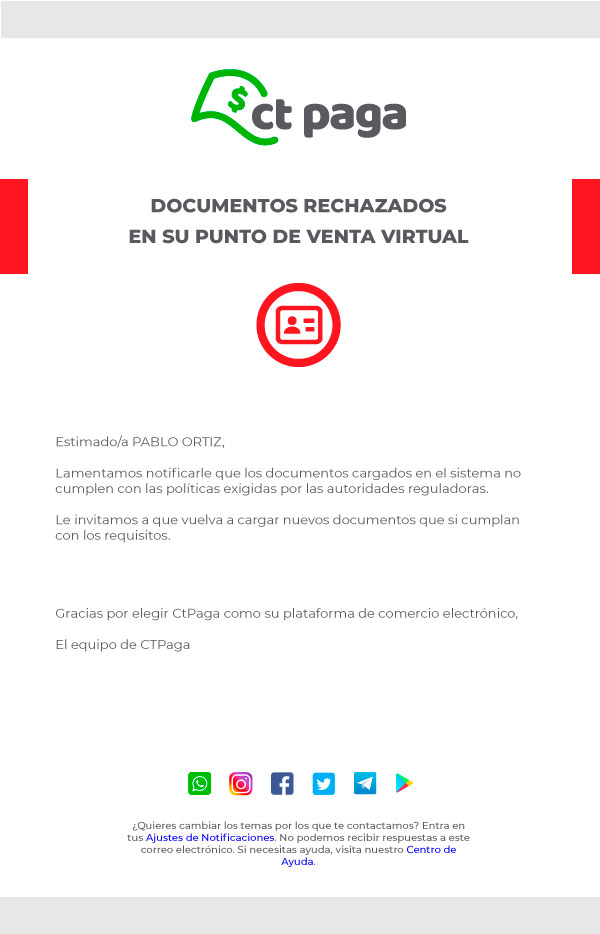 $ct paga
DOCUMENTOS RECHAZADOS
EN SU PUNTO DE VENTA VIRTUAL
Estimado/a PABLO ORTIZ,
Lamentamos notificarle que los documentos cargados en el sistema no
cumplen con las políticas exigidas por las autoridades reguladoras.
Le invitamos a que vuelva a cargar nuevos documentos que si cumplan
con los requisitos.
Gracias por elegir CtPaga como su plataforma de comercio electrónico,
El equipo de CTPaga
¿Quieres cambiar los temas por los que te contactamos? Entra en
tus Ajustes de Notificaciones. No podemos recibir respuestas a este
correo electrónico. Si necesitas ayuda, visita nuestro Centro de
Ayuda.